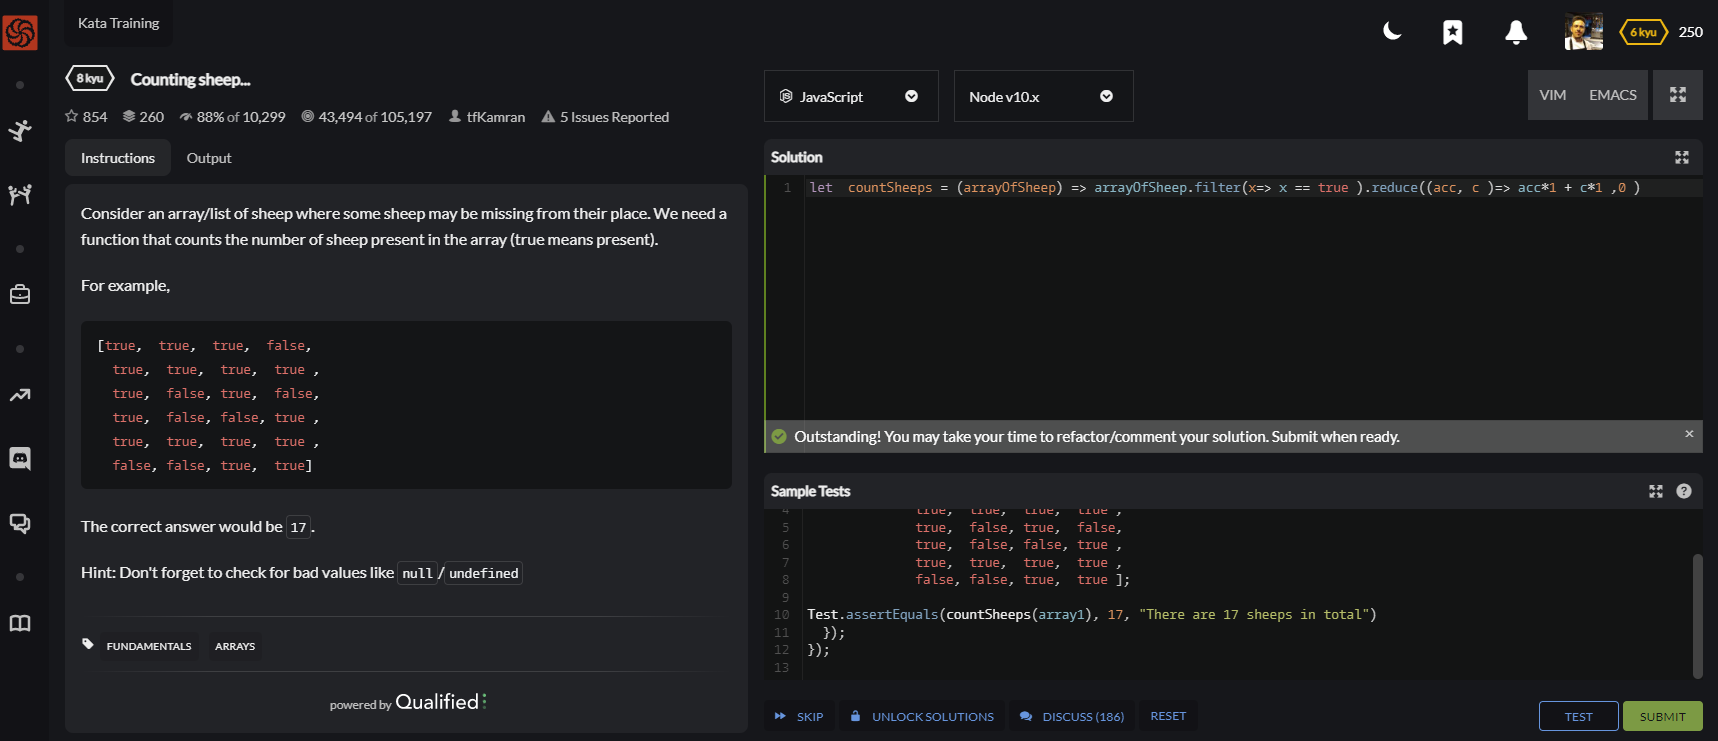 Kata Training
6 kyu 250
8 kyu Counting sheep...
854 260 88% of 10,299 43,494 of 105,197 tfKamran 5 Issues Reported
Instructions Output
Consider an array/list of sheep where some sheep may be missing from their place. We need a
function that counts the number of sheep present in the array (true means present).
For example,
[true,  true,  true,  false,
  true,  true,  true,  true ,
  true,  false, true,  false,
  true,  false, false, true ,
  true,  true,  true,  true ,
  false, false, true,  true]
The correct answer would be 17.
Hint: Don't forget to check for bad values like null/undefined
FUNDAMENTALS ARRAYS
powered by Qualified
JavaScript Node v10.x VIM EMACS
Solution
1 let  countSheeps = (arrayOfSheep) => arrayOfSheep.filter(x=> x == true ).reduce((acc, c )=> acc*1 + c*1 ,0 )
Outstanding! You may take your time to refactor/comment your solution. Submit when ready. ×
Sample Tests ?
4 true,  true,  true,  true ,
5 true,  false, true,  false,
6 true,  false, false, true ,
7 true,  true,  true,  true ,
8 false, false, true,  true ];
9
10 Test.assertEquals(countSheeps(array1), 17, "There are 17 sheeps in total")
11 });
12 });
13
SKIP UNLOCK SOLUTIONS DISCUSS (186) RESET TEST SUBMIT